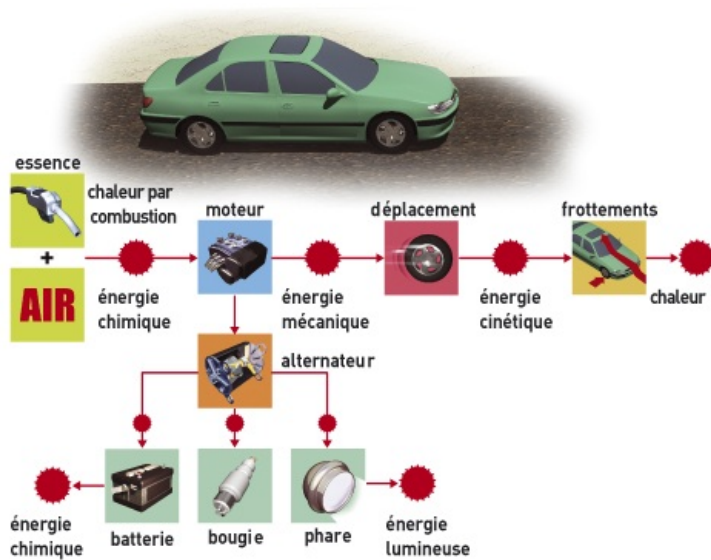 essence
chaleur par
combustion
moteur
déplacement
frottements
+
AIR
énergie
chimique
énergie
mécanique
énergie
cinétique
chaleur
alternateur
énergie
chimique
batterie
bougie
phare
énergie
lumineuse